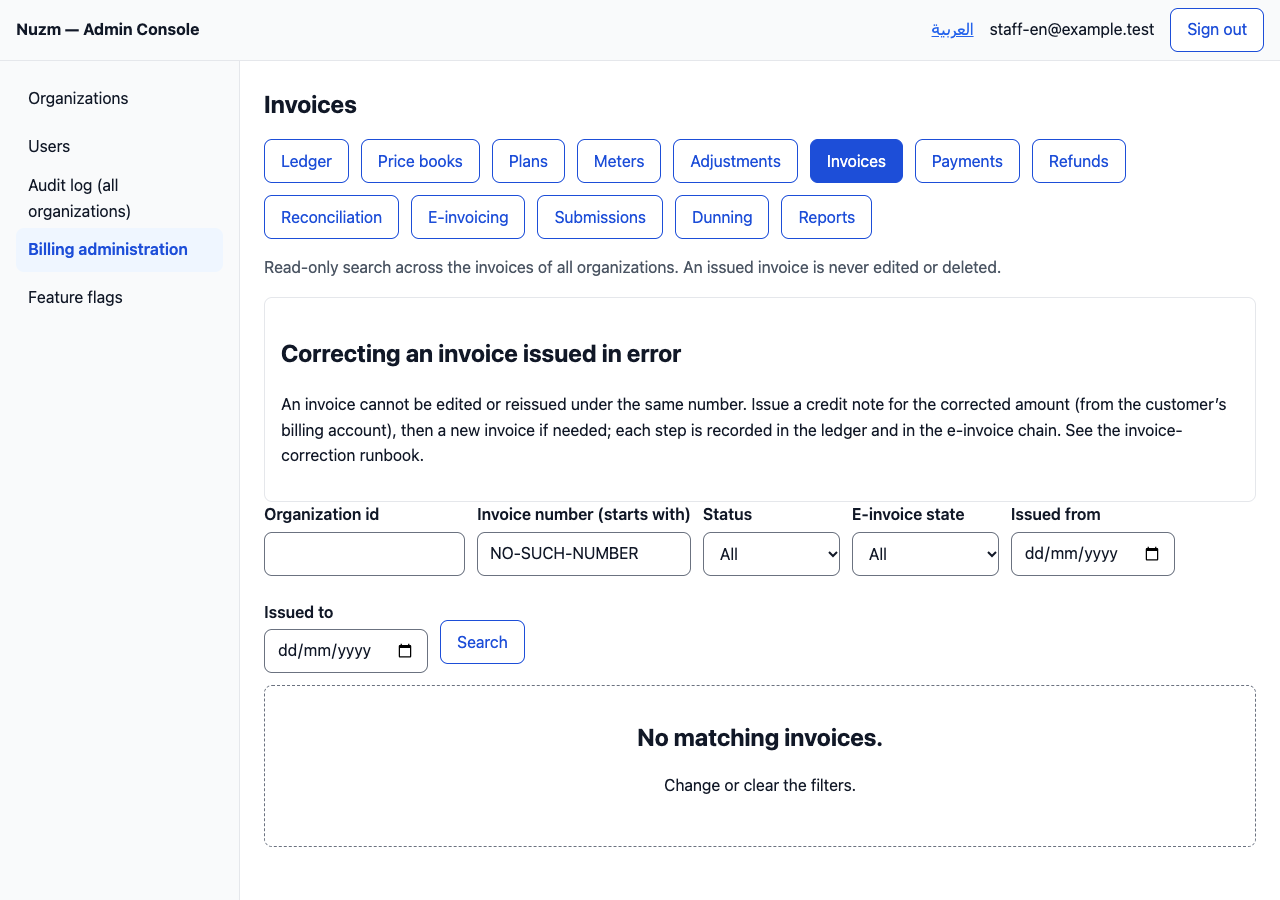 Nuzm — Admin Console
العربية
staff-en@example.test
Sign out
Organizations
Users
Audit log (all
organizations)
Billing administration
Feature flags
Invoices
Ledger
Price books
Plans
Meters
Adjustments
Invoices
Payments
Refunds
Reconciliation
E-invoicing
Submissions
Dunning
Reports
Read-only search across the invoices of all organizations. An issued invoice is never edited or deleted.
Correcting an invoice issued in error
An invoice cannot be edited or reissued under the same number. Issue a credit note for the corrected amount (from the customer’s
billing account), then a new invoice if needed; each step is recorded in the ledger and in the e-invoice chain. See the invoice-
correction runbook.
Organization id
Invoice number (starts with)
NO-SUCH-NUMBER
Status
All
E-invoice state
All
Issued from
dd/mm/yyyy
Issued to
dd/mm/yyyy
Search
No matching invoices.
Change or clear the filters.